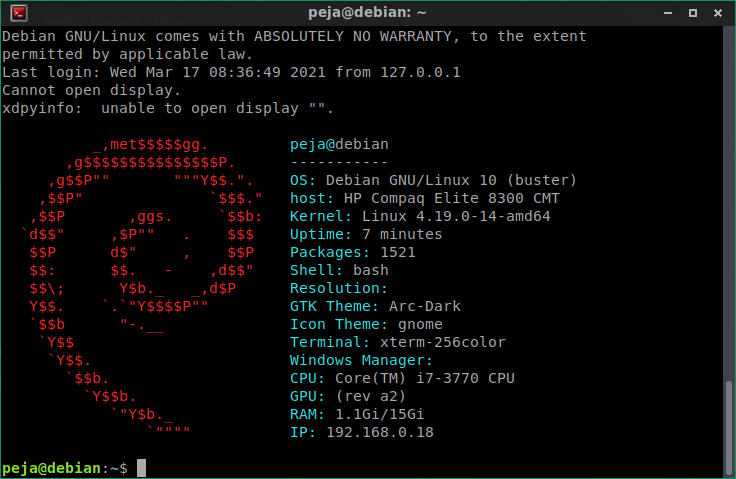 peja@debian: ~
Debian GNU/Linux comes with ABSOLUTELY NO WARRANTY, to the extent
permitted by applicable law.
Last login: Wed Mar 17 08:36:49 2021 from 127.0.0.1
Cannot open display.
xdpyinfo:  unable to open display "".
          _,met$$$$$gg.         peja@debian
       ,g$$$$$$$$$$$$$$$P.      -----------
     ,g$$P""       """Y$$.".    OS: Debian GNU/Linux 10 (buster)
    ,$$P"              `$$$."   host: HP Compaq Elite 8300 CMT
   ,$$P       ,ggs.     `$$b:   Kernel: Linux 4.19.0-14-amd64
  `d$$"     ,$P""   .    $$$    Uptime: 7 minutes
   $$P      d$"     ,    $$P    Packages: 1521
   $$:      $$.   -    ,d$$"    Shell: bash
   $$\;      Y$b._   _,d$P      Resolution:
   Y$$.    `.`"Y$$$$P""         GTK Theme: Arc-Dark
   `$$b      "-.__              Icon Theme: gnome
    `Y$$                        Terminal: xterm-256color
     `Y$$.                      Windows Manager:
       `$$b.                    CPU: Core(TM) i7-3770 CPU
         `Y$$b.                 GPU: (rev a2)
            `"Y$b._             RAM: 1.1Gi/15Gi
                `""""           IP: 192.168.0.18
peja@debian:~$